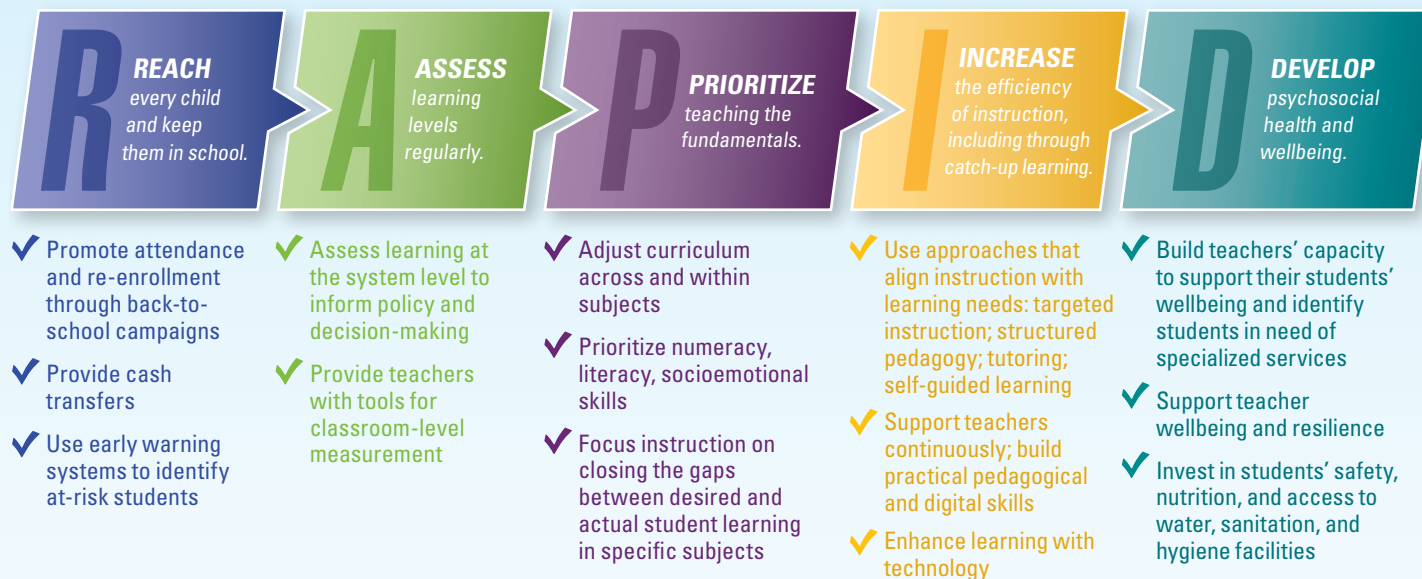 R
REACH
every child
and keep
them in school.
A
ASSESS
learning
levels
regularly.
P
PRIORITIZE
teaching the
fundamentals.
I
INCREASE
the efficiency
of instruction,
including through
catch-up learning.
D
DEVELOP
psychosocial
health and
wellbeing.
Promote attendance
and re-enrollment
through back-to-
school campaigns
Provide cash
transfers
Use early warning
systems to identify
at-risk students
Assess learning at
the system level to
inform policy and
decision-making
Provide teachers
with tools for
classroom-level
measurement
Adjust curriculum
across and within
subjects
Prioritize numeracy,
literacy, socioemotional
skills
Focus instruction on
closing the gaps
between desired and
actual student learning
in specific subjects
Use approaches that
align instruction with
learning needs: targeted
instruction; structured
pedagogy; tutoring;
self-guided learning
Support teachers
continuously; build
practical pedagogical
and digital skills
Enhance learning with
technology
Build teachers’ capacity
to support their students’
wellbeing and identify
students in need of
specialized services
Support teacher
wellbeing and resilience
Invest in students’ safety,
nutrition, and access to
water, sanitation, and
hygiene facilities